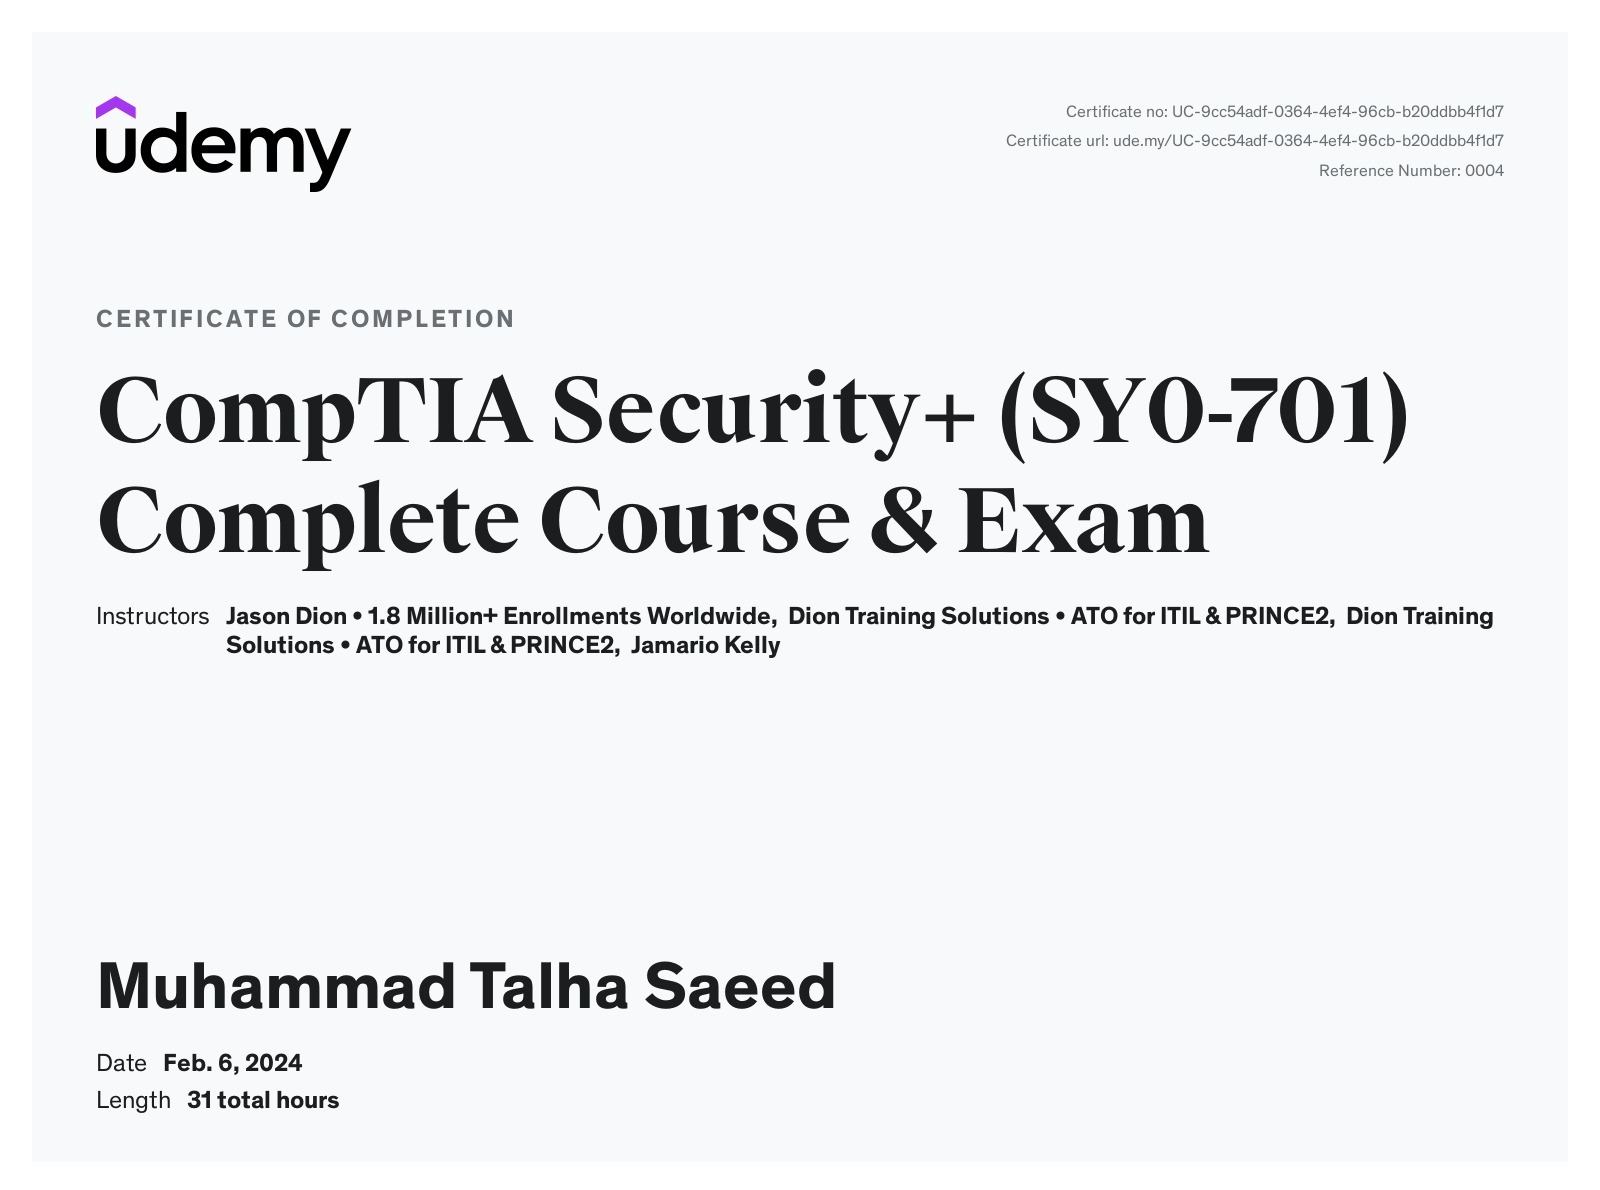 udemy
Certificate no: UC-9cc54adf-0364-4ef4-96cb-b20ddbb4f1d7
Certificate url: ude.my/UC-9cc54adf-0364-4ef4-96cb-b20ddbb4f1d7
Reference Number: 0004
CERTIFICATE OF COMPLETION
CompTIA Security+ (SY0-701)
Complete Course & Exam
Instructors Jason Dion • 1.8 Million+ Enrollments Worldwide, Dion Training Solutions • ATO for ITIL & PRINCE2, Dion Training
Solutions • ATO for ITIL & PRINCE2, Jamario Kelly
Muhammad Talha Saeed
Date Feb. 6, 2024
Length 31 total hours